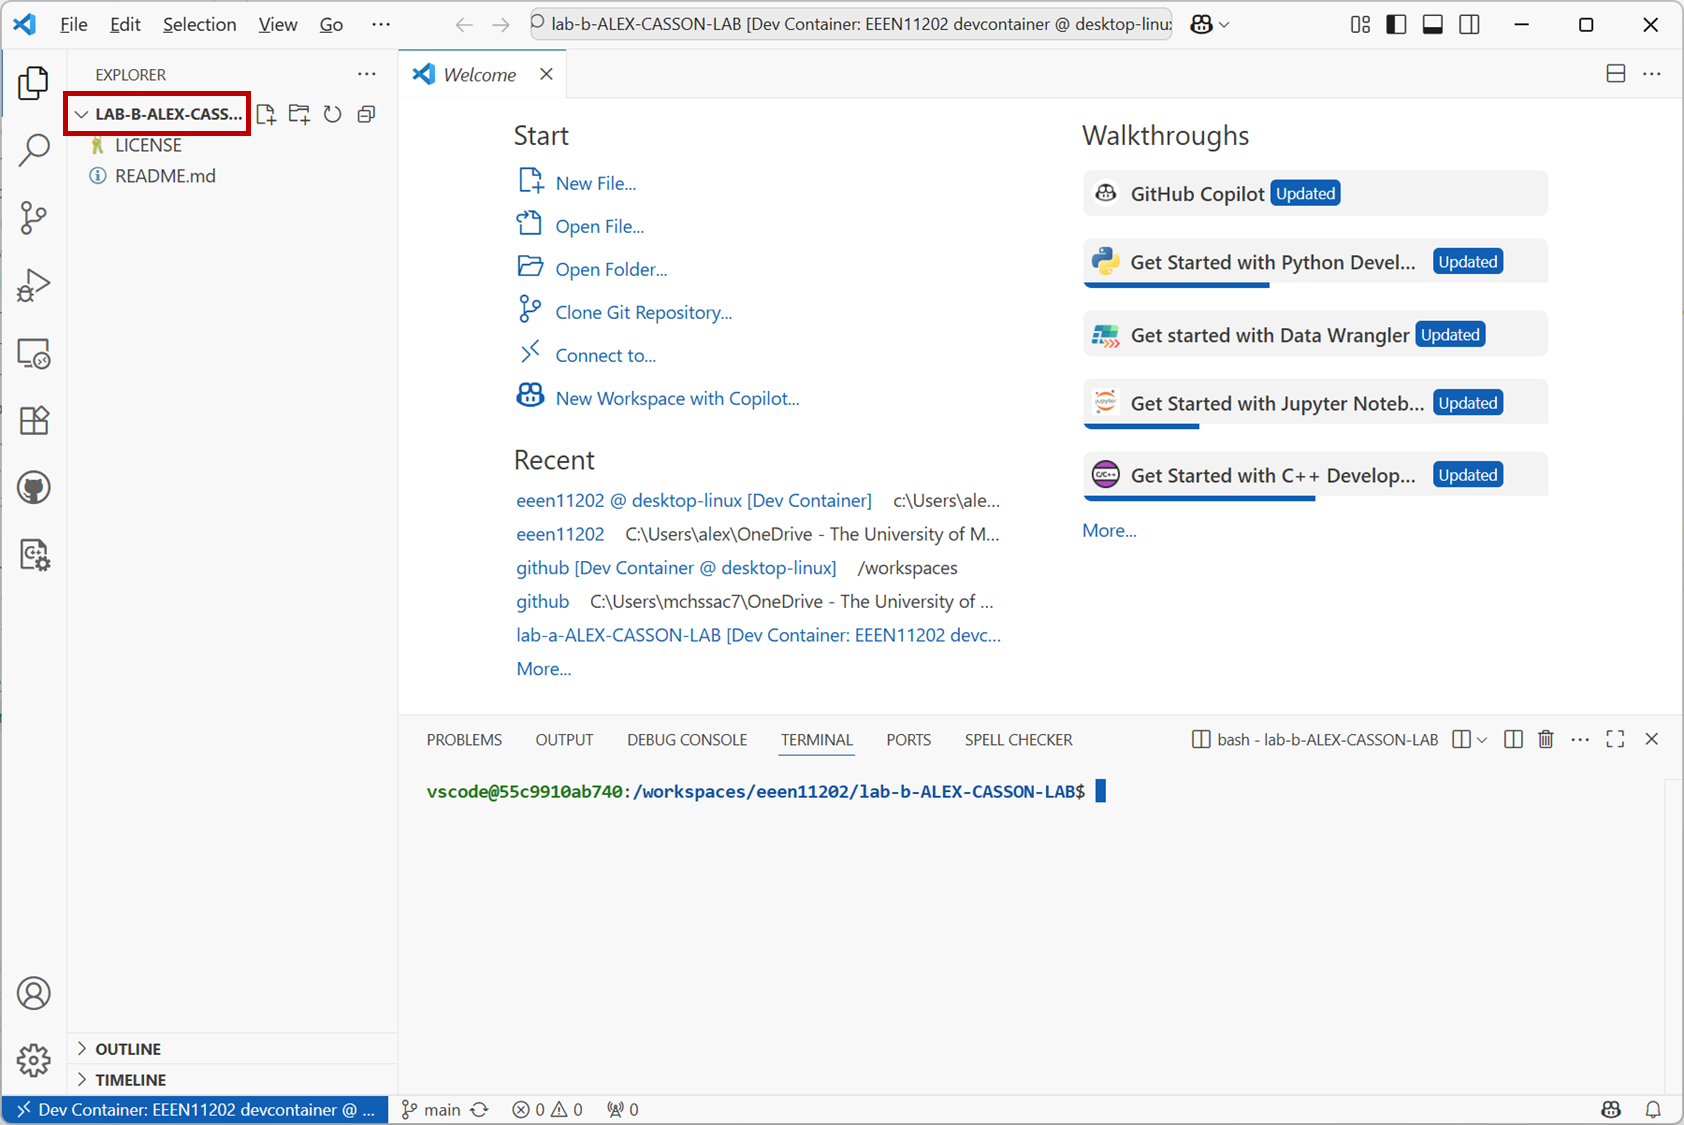 File Edit Selection View Go ···
lab-b-ALEX-CASSON-LAB [Dev Container: EEEN11202 devcontainer @ desktop-linux
EXPLORER
LAB-B-ALEX-CASS...
LICENSE
README.md
OUTLINE
TIMELINE
Welcome
Start
New File...
Open File...
Open Folder...
Clone Git Repository...
Connect to...
New Workspace with Copilot...
Recent
eeen11202 @ desktop-linux [Dev Container] c:\Users\ale...
eeen11202 C:\Users\alex\OneDrive - The University of M...
github [Dev Container @ desktop-linux] /workspaces
github C:\Users\mchssac7\OneDrive - The University of ...
lab-a-ALEX-CASSON-LAB [Dev Container: EEEN11202 devc...
More...
Walkthroughs
GitHub Copilot Updated
Get Started with Python Devel... Updated
Get started with Data Wrangler Updated
jupyter
Get Started with Jupyter Noteb... Updated
C/C++
Get Started with C++ Develop... Updated
More...
PROBLEMS OUTPUT DEBUG CONSOLE TERMINAL PORTS SPELL CHECKER bash - lab-b-ALEX-CASSON-LAB
vscode@55c9910ab740:/workspaces/eeen11202/lab-b-ALEX-CASSON-LAB$
Dev Container: EEEN11202 devcontainer @ ... main 0 0 0